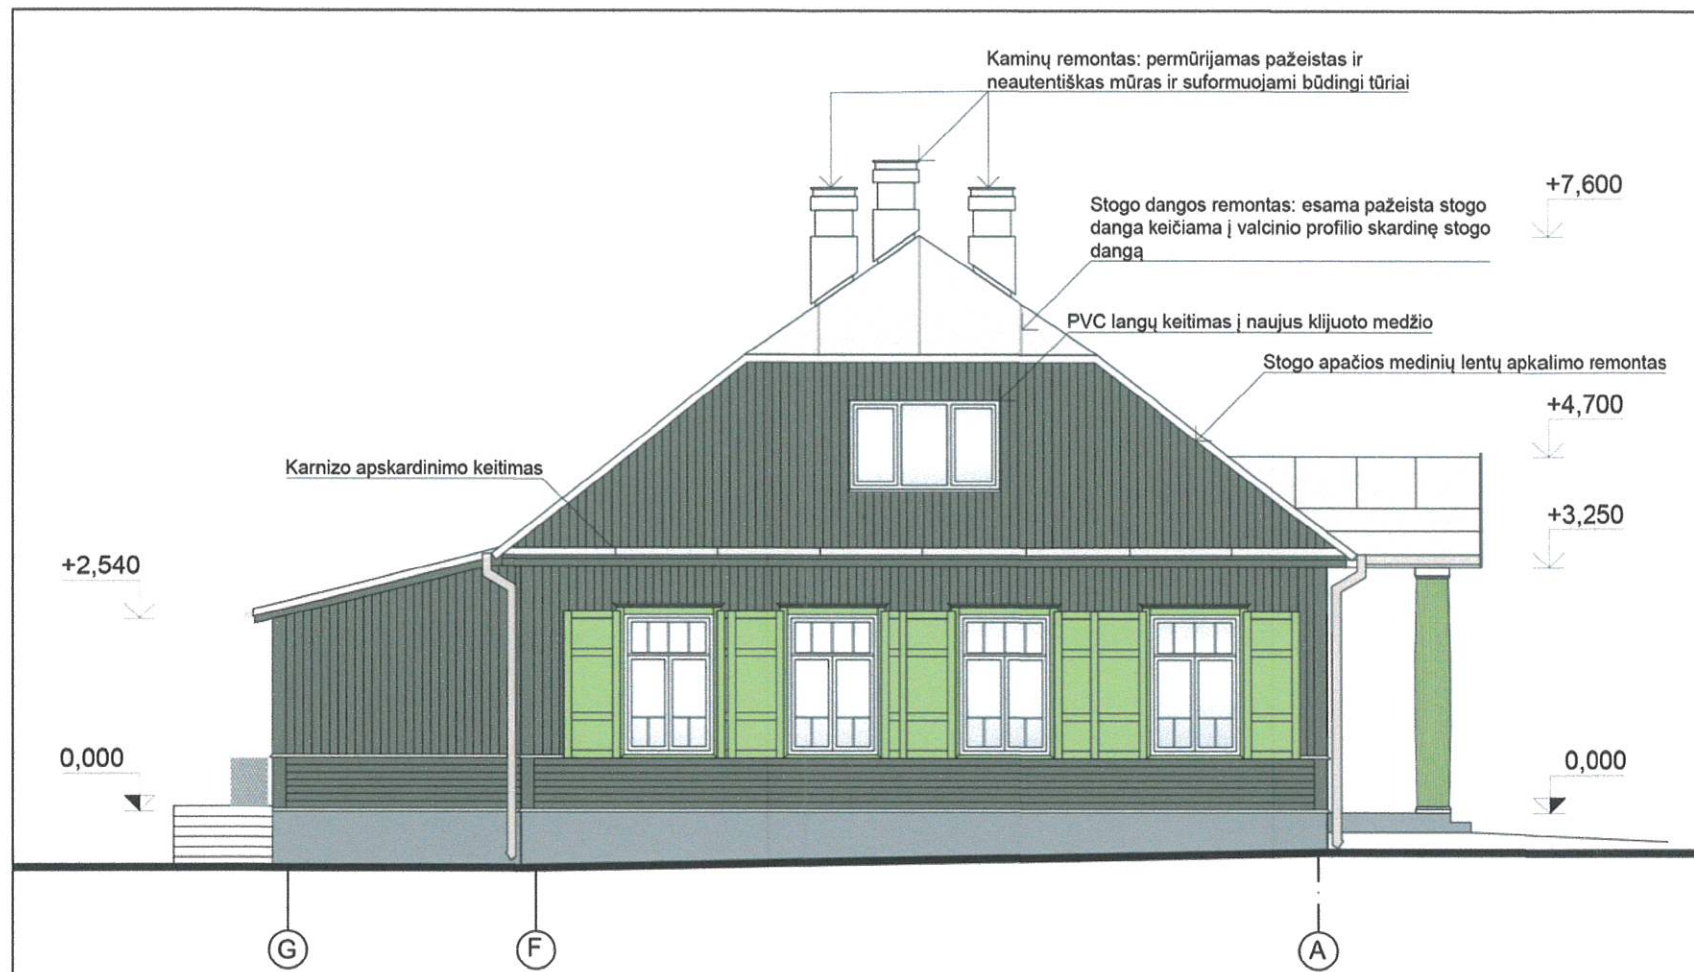 Kaminų remontas: permūrijamas pažeistas ir
neautentiškas mūras ir suformuojami būdingi tūriai
+7,600
Stogo dangos remontas: esama pažeista stogo
danga keičiama į valcinio profilio skardinę stogo
dangą
PVC langų keitimas į naujus klijuoto medžio
Stogo apačios medinių lentų apkalimo remontas
+4,700
Karnizo apskardinimo keitimas
+3,250
+2,540
0,000
0,000
G
F
A